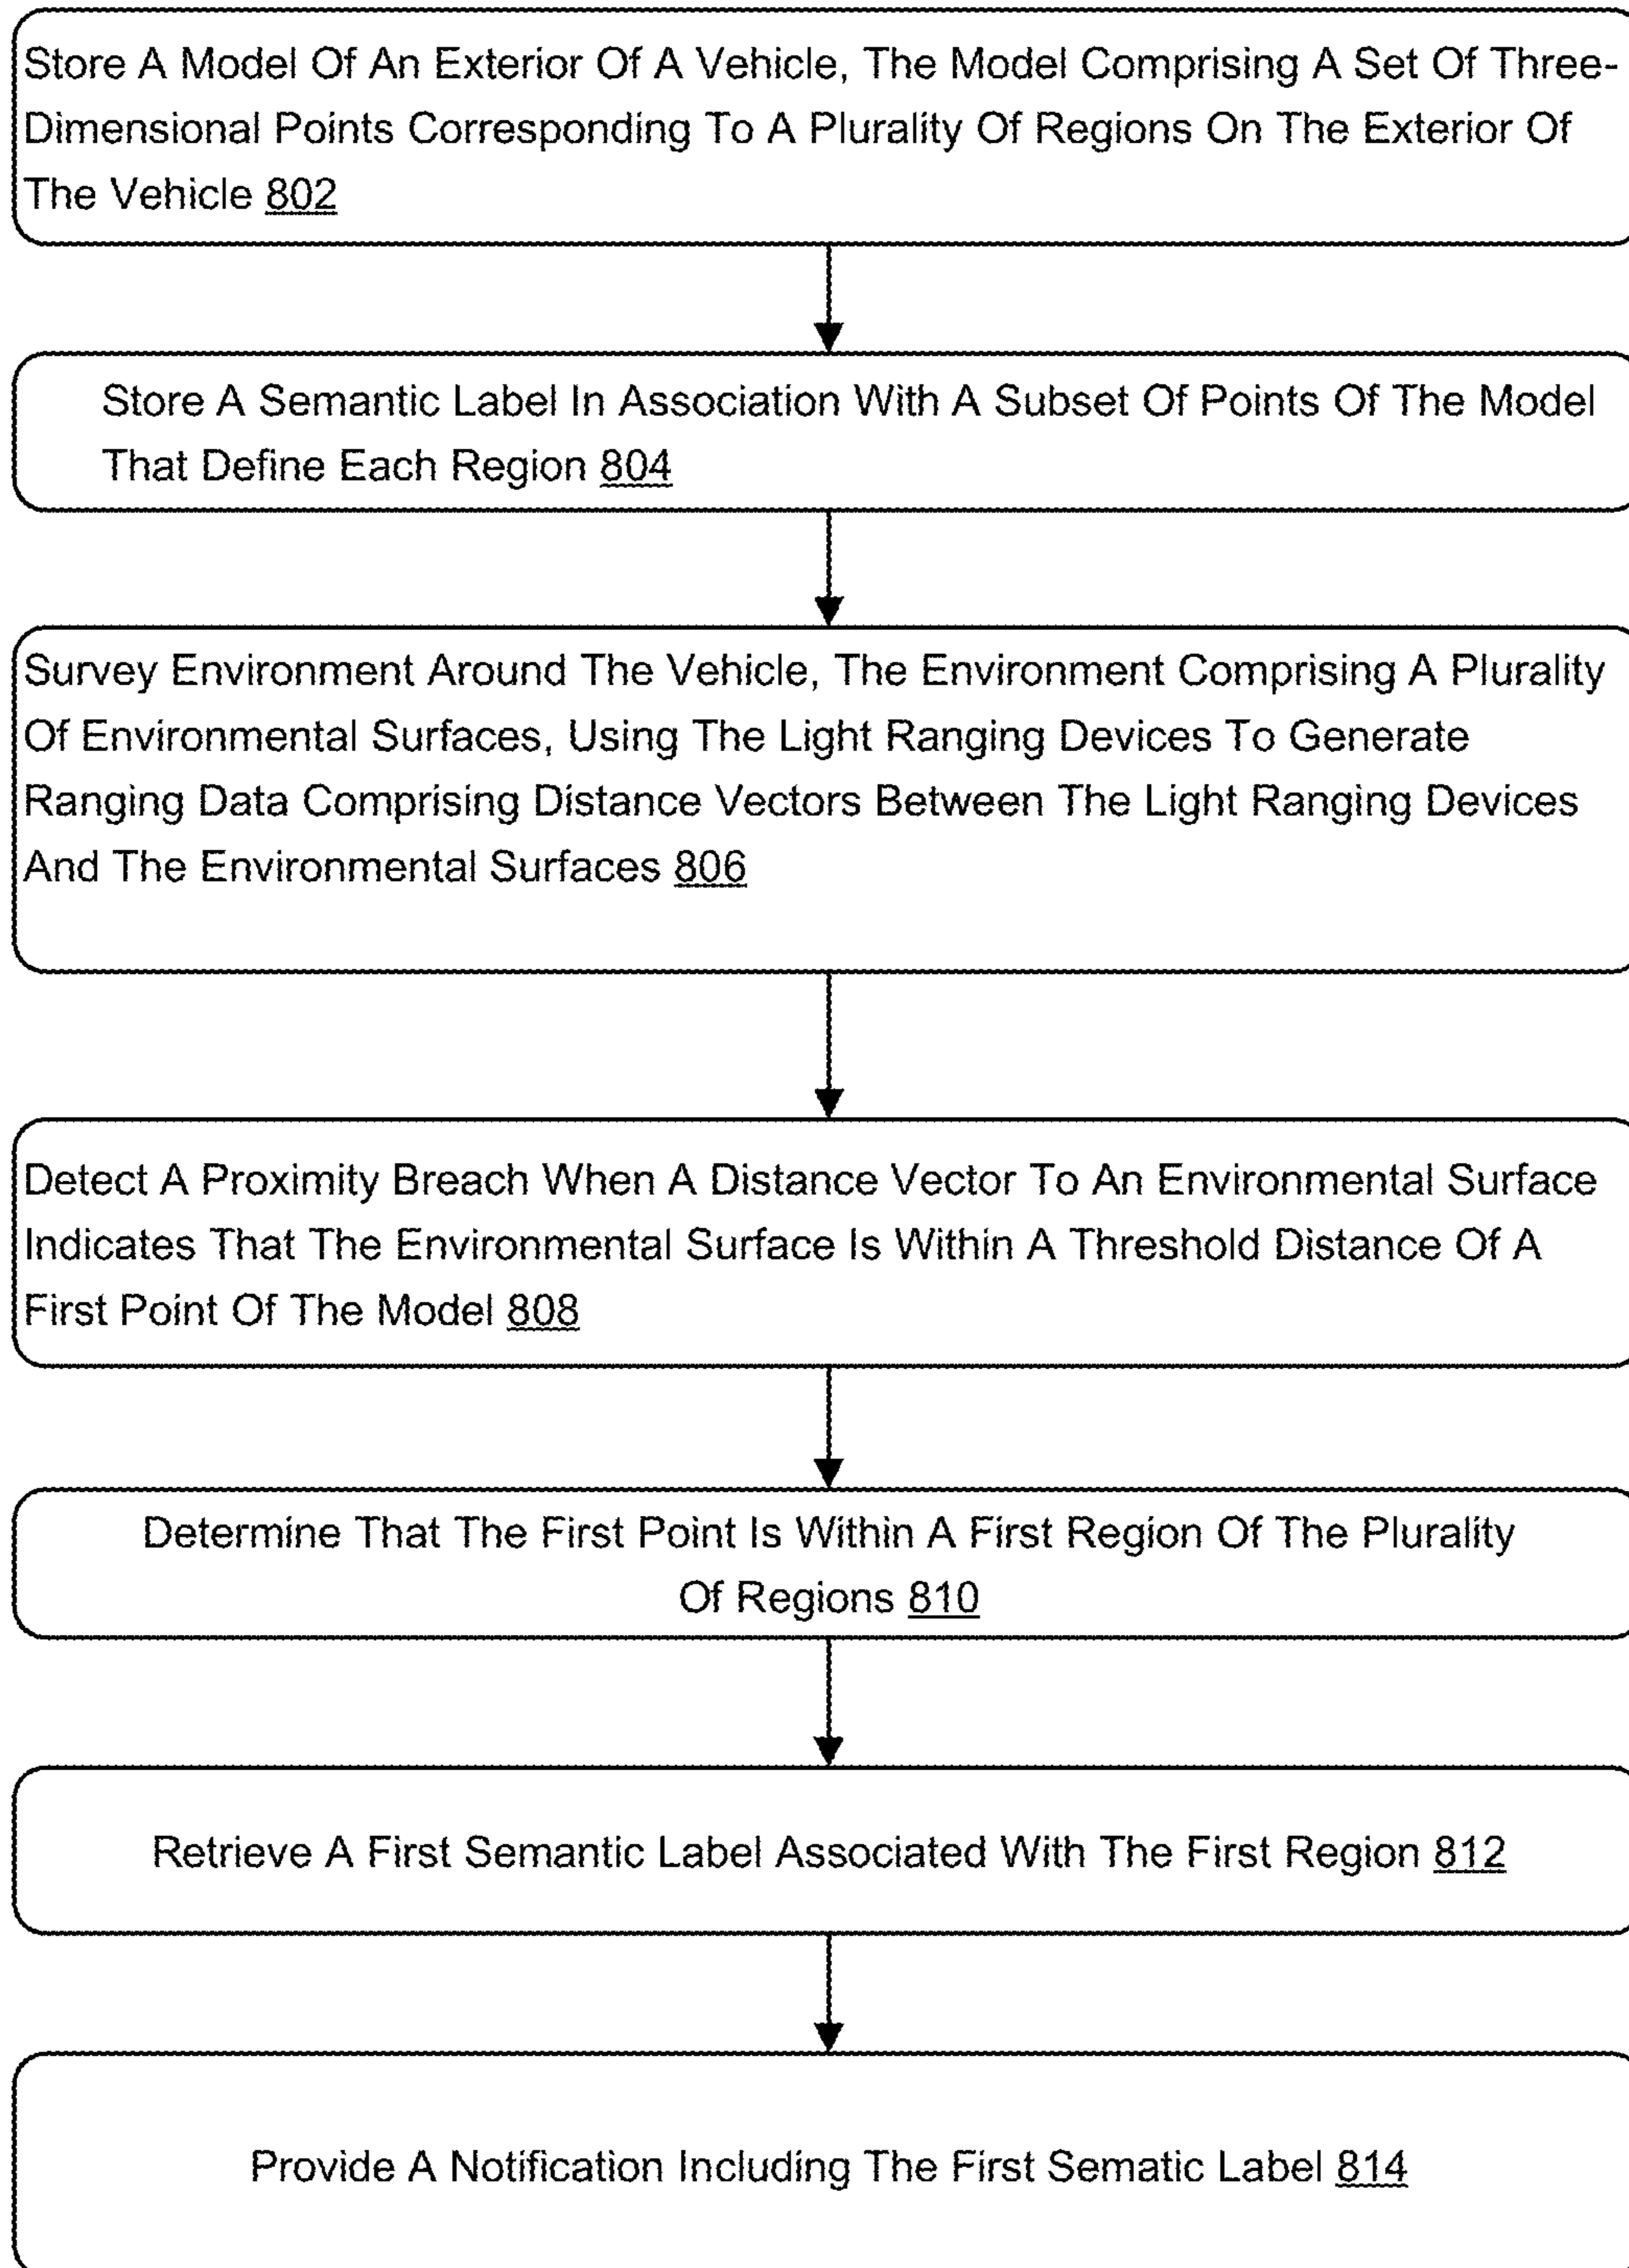 Store A Model Of An Exterior Of A Vehicle, The Model Comprising A Set Of Three-
Dimensional Points Corresponding To A Plurality Of Regions On The Exterior Of
The Vehicle 802
Store A Semantic Label In Association With A Subset Of Points Of The Model
That Define Each Region 804
Survey Environment Around The Vehicle, The Environment Comprising A Plurality
Of Environmental Surfaces, Using The Light Ranging Devices To Generate
Ranging Data Comprising Distance Vectors Between The Light Ranging Devices
And The Environmental Surfaces 806
Detect A Proximity Breach When A Distance Vector To An Environmental Surface
Indicates That The Environmental Surface Is Within A Threshold Distance Of A
First Point Of The Model 808
Determine That The First Point Is Within A First Region Of The Plurality
Of Regions 810
Retrieve A First Semantic Label Associated With The First Region 812
Provide A Notification Including The First Sematic Label 814